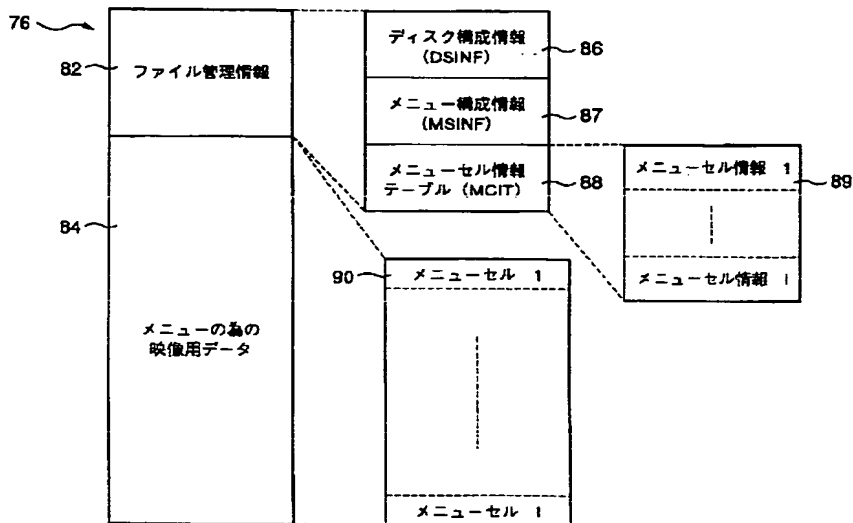 76
82
ファイル管理情報
84
メニューの為の
映像用データ
ディスク構成情報
(DSINF)
86
メニュー構成情報
(MSINF)
87
メニューセル情報
テーブル (MCIT)
88
メニューセル情報 1
89
メニューセル情報 i
90
メニューセル 1
メニューセル i